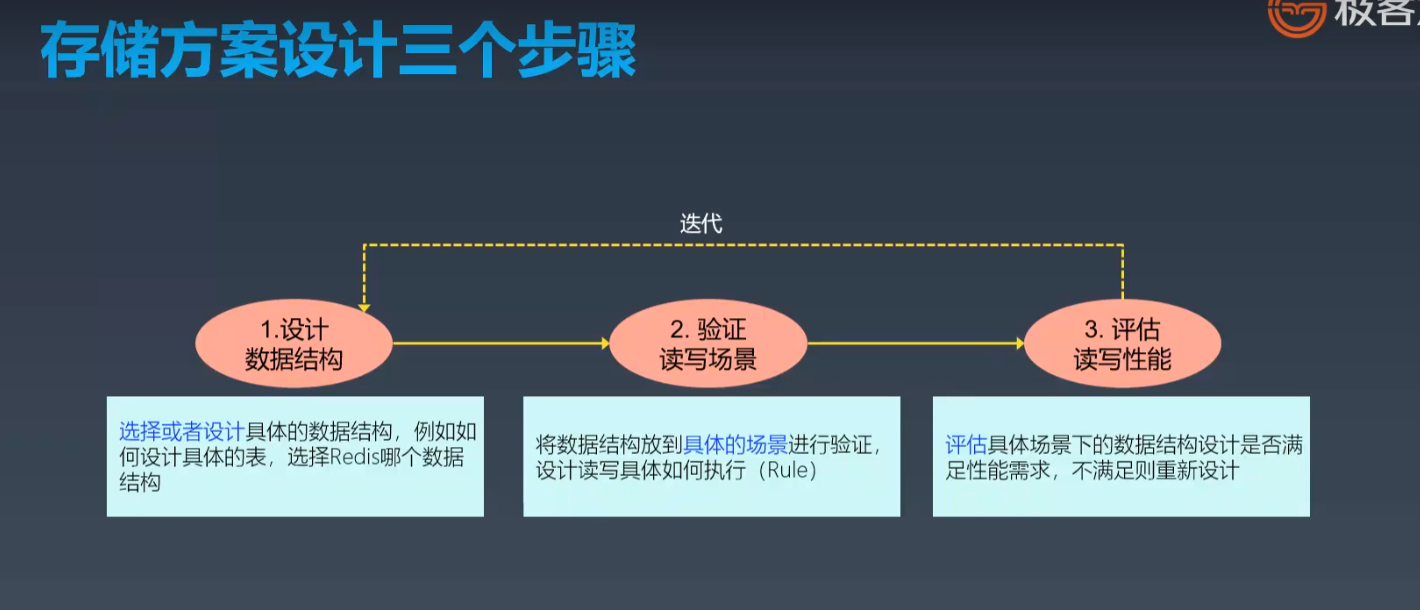 极客
存储方案设计三个步骤
迭代
1.设计
数据结构
2. 验证
读写场景
3. 评估
读写性能
选择或者设计具体的数据结构，例如如
何设计具体的表，选择Redis哪个数据
结构
将数据结构放到具体的场景进行验证，
设计读写具体如何执行（Rule）
评估具体场景下的数据结构设计是否满
足性能需求，不满足则重新设计